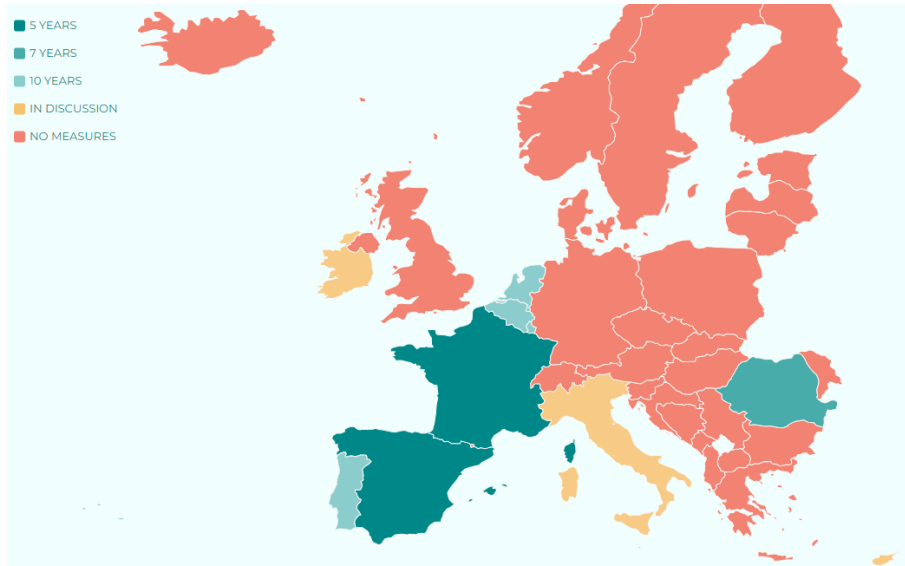 5 YEARS
7 YEARS
10 YEARS
IN DISCUSSION
NO MEASURES